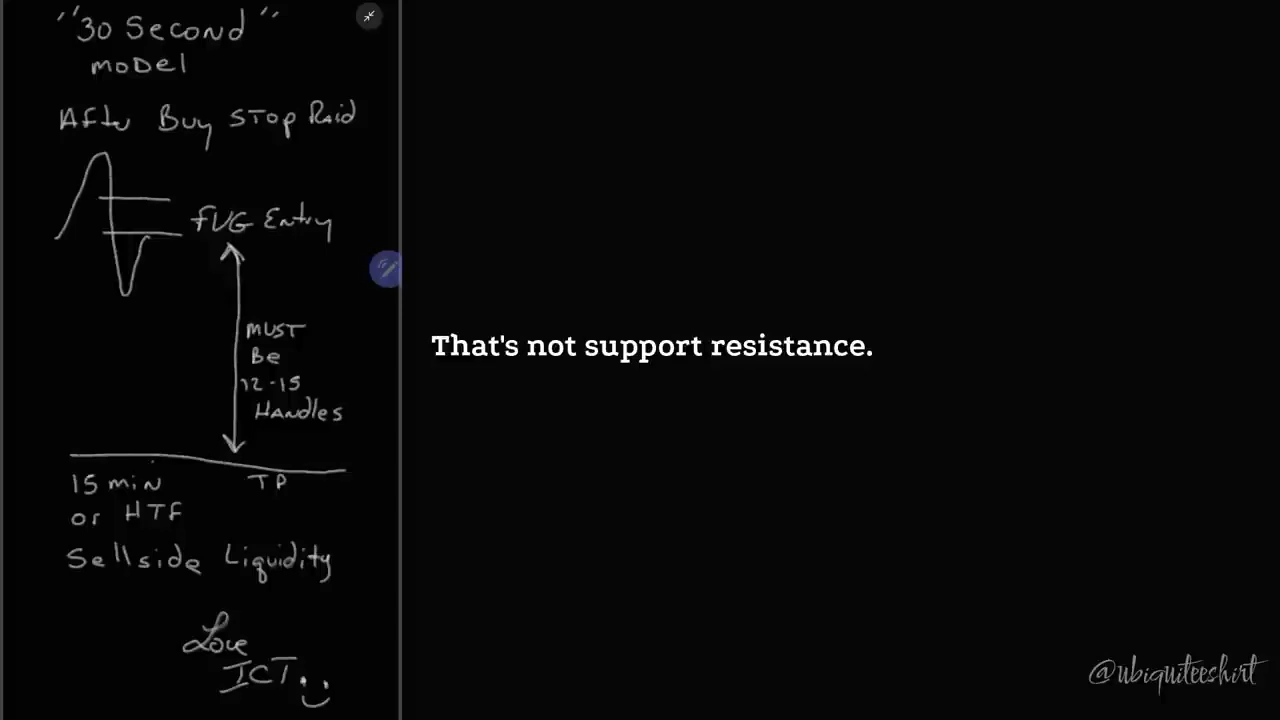 "30 Second"
moDel
After Buy STop Raid
FVG Entry
MUST
Be
12-15
HANDles
15 min
TP
or HTF
Sellside Liquidity
Love
ICT
That's not support resistance.
@ubiquiteeshirt